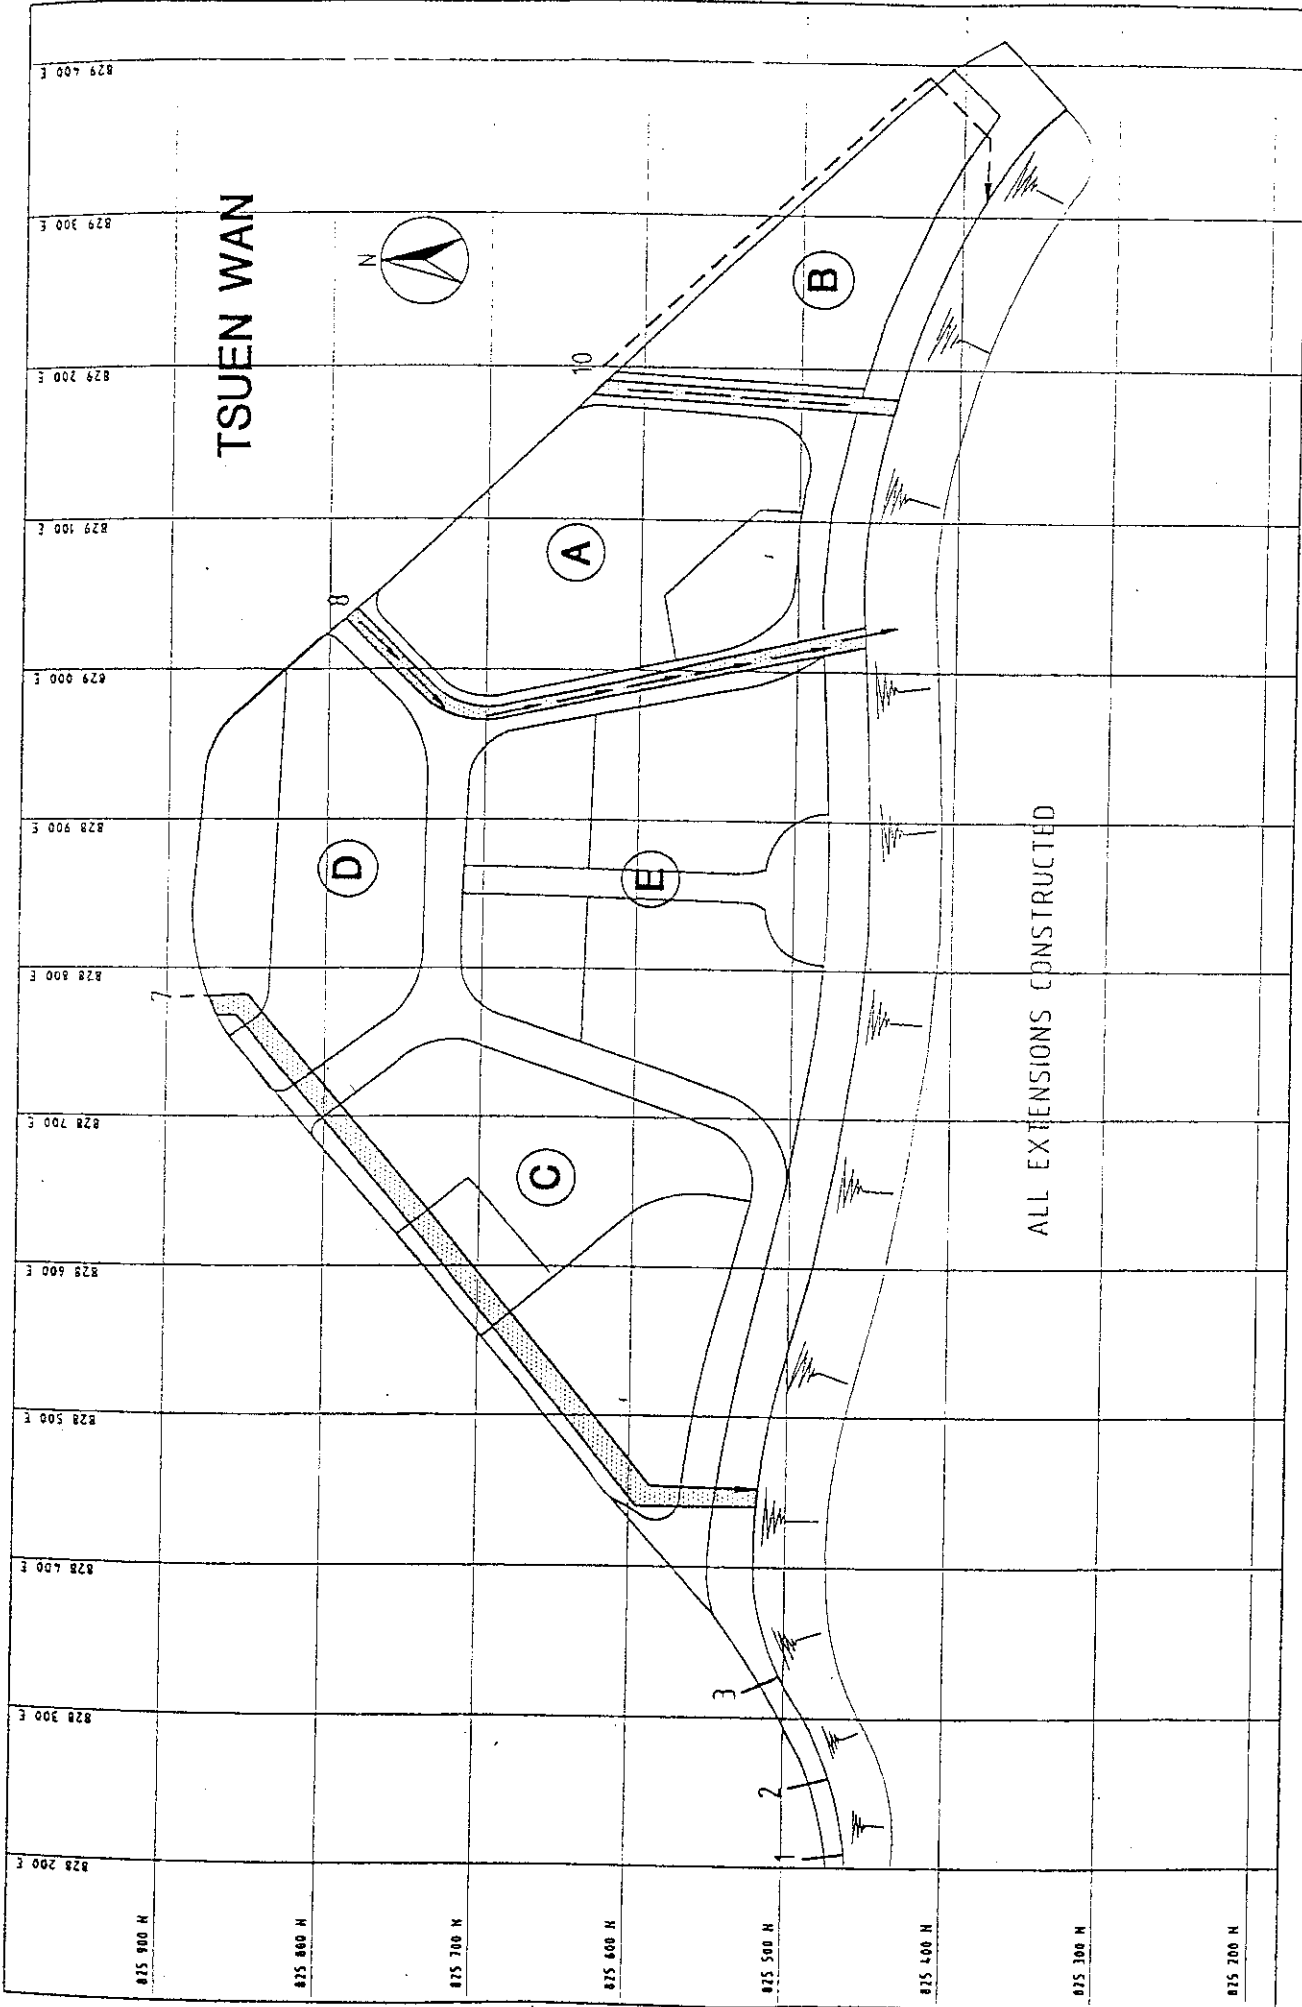 TSUEN WAN
N
829 400 E
829 300 E
829 200 E
829 100 E
829 000 E
828 900 E
828 800 E
828 700 E
828 600 E
828 500 E
828 400 E
828 300 E
828 200 E
825 900 N
825 800 N
825 700 N
825 600 N
825 500 N
825 400 N
825 300 N
825 200 N
7
8
10
D
A
B
C
E
3
2
1
ALL EXTENSIONS CONSTRUCTED